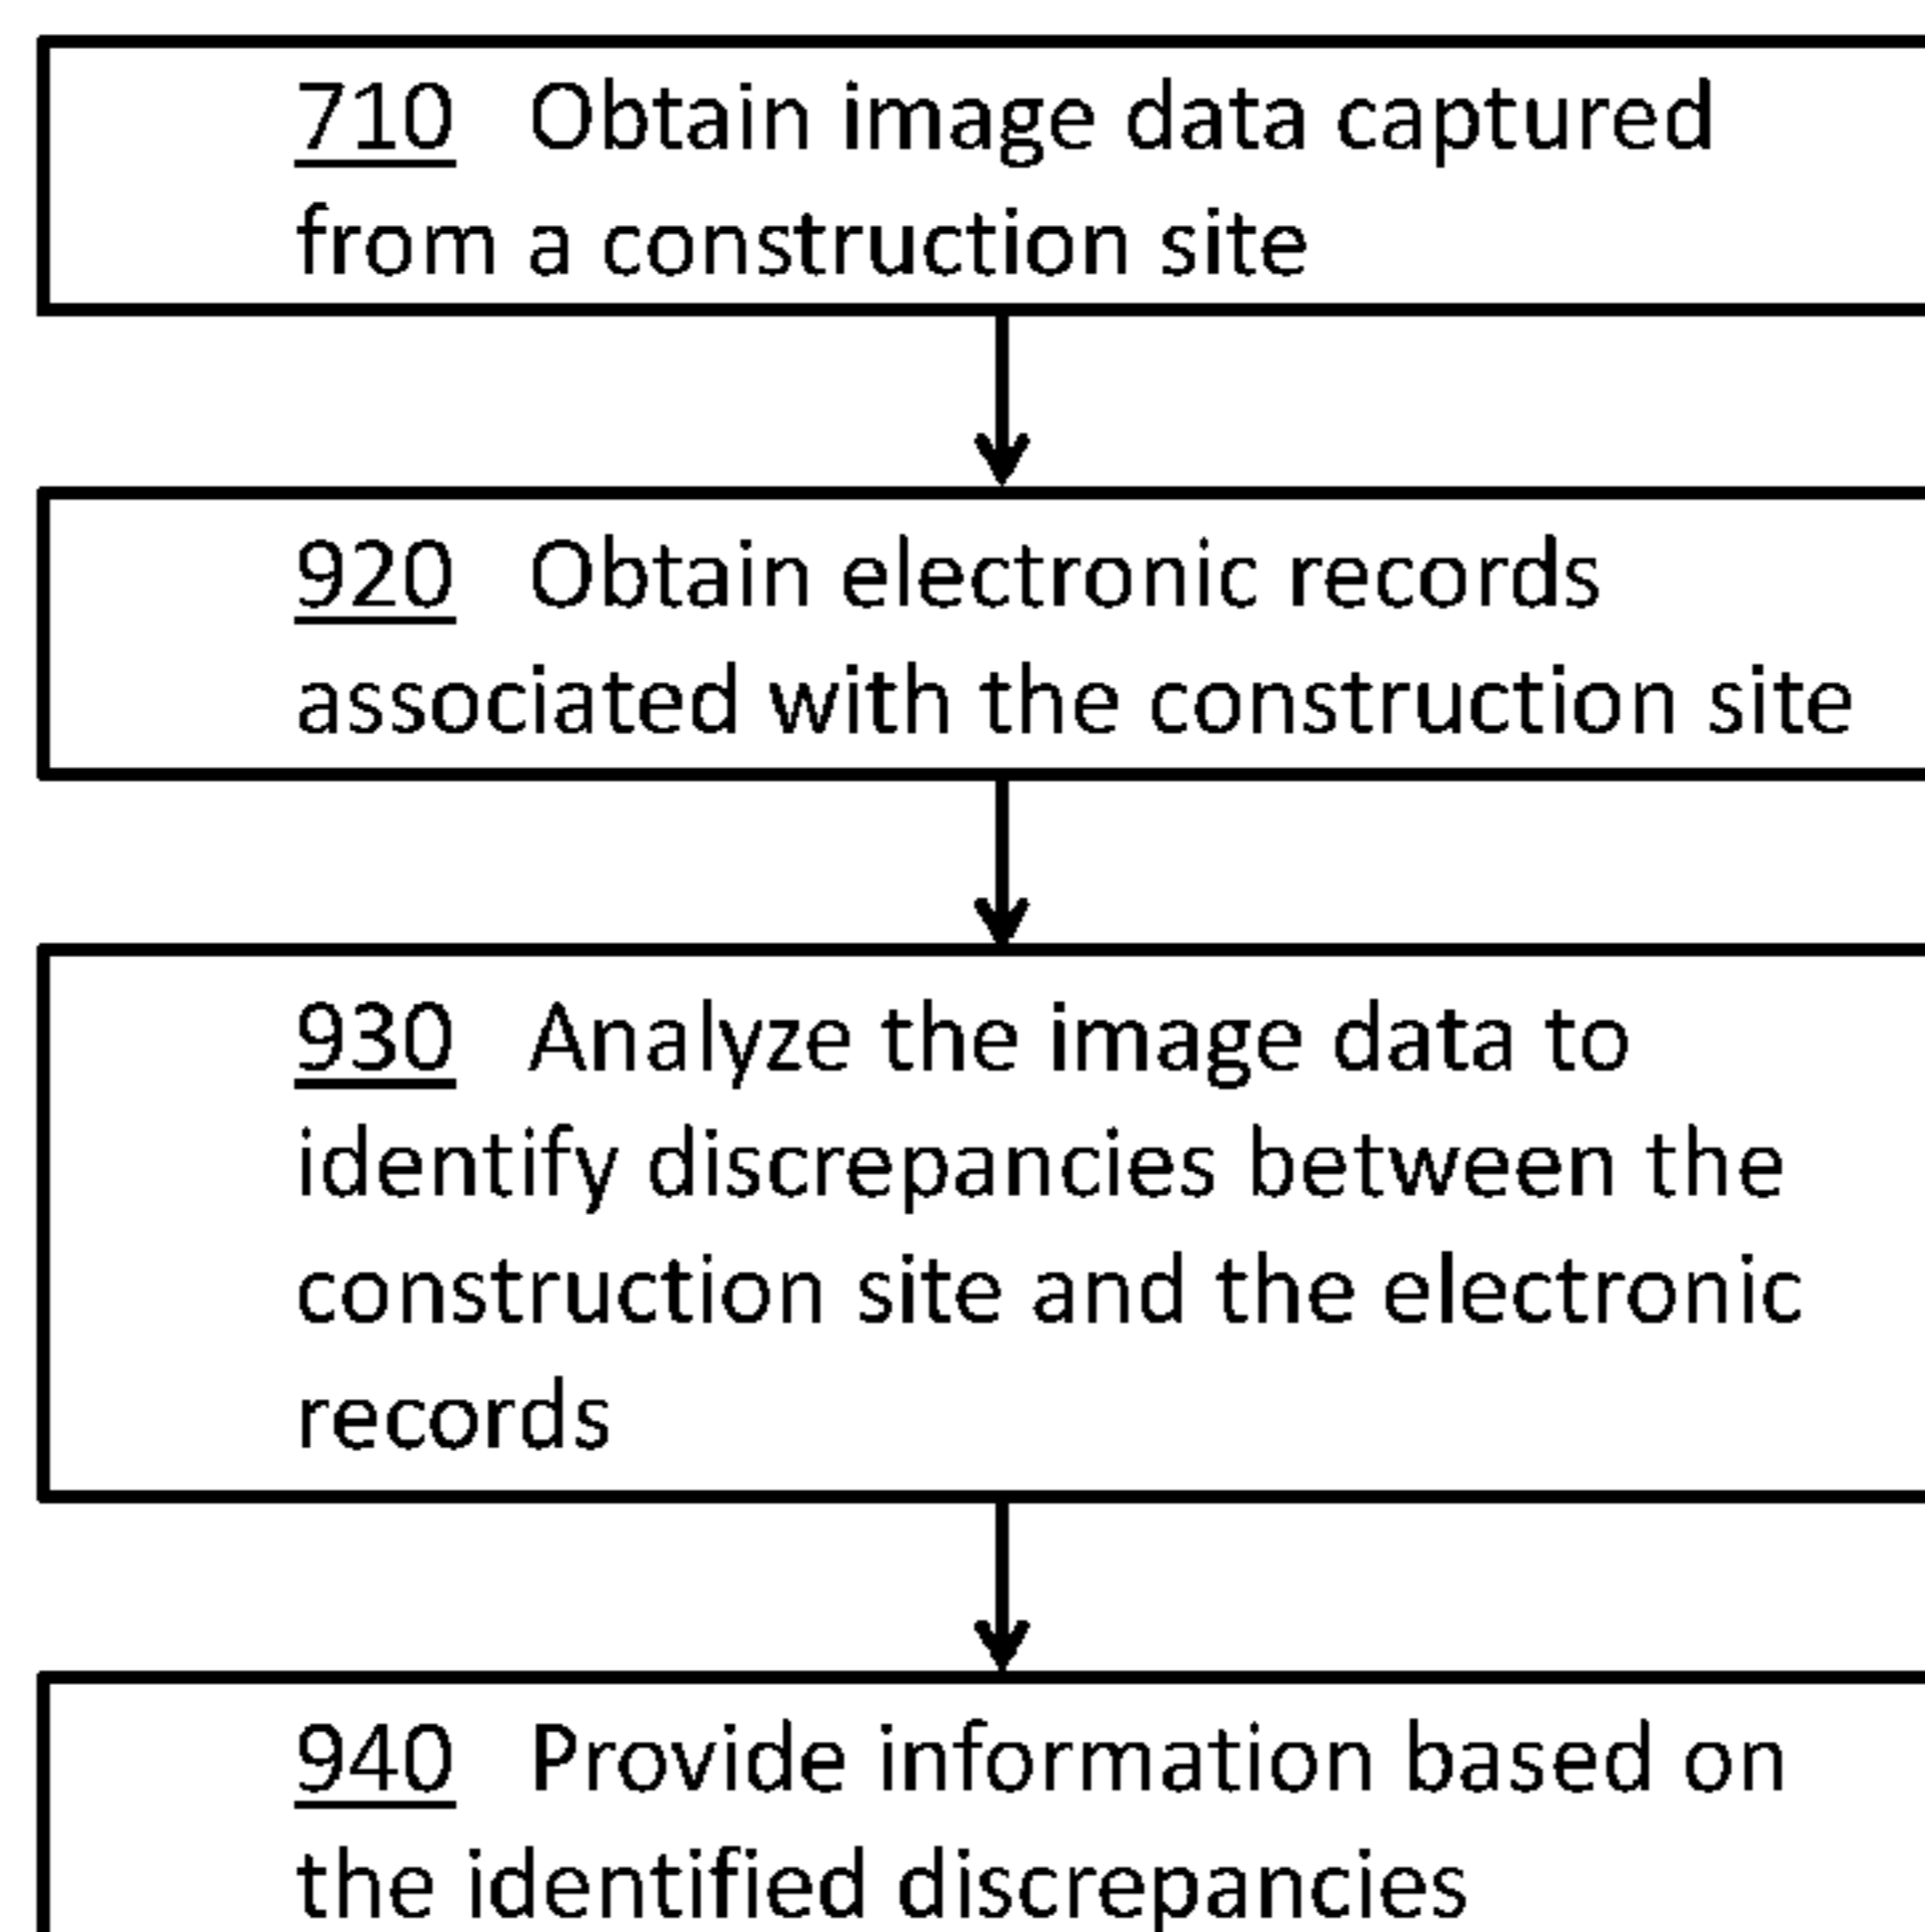 710 Obtain image data captured
from a construction site
920 Obtain electronic records
associated with the construction site
930 Analyze the image data to
identify discrepancies between the
construction site and the electronic
records
940 Provide information based on
the identified discrepancies